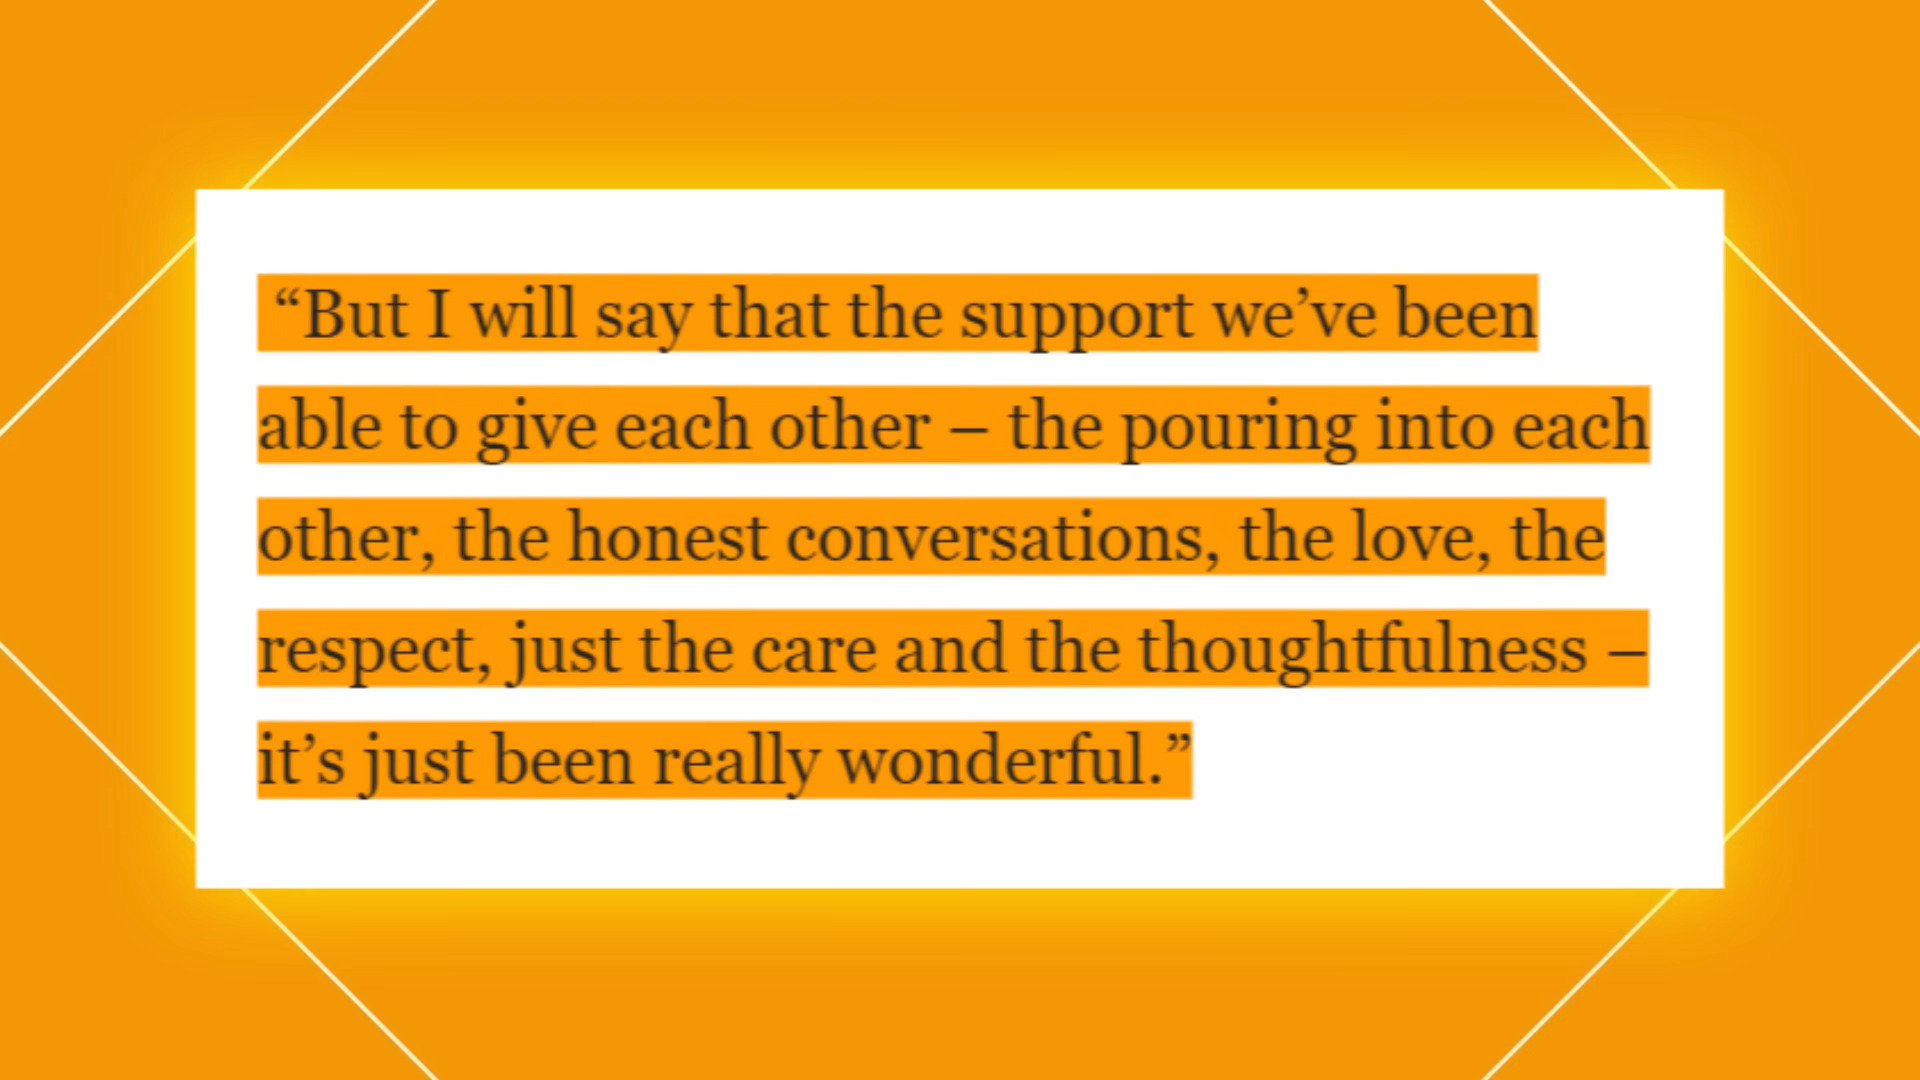 “But I will say that the support we’ve been
able to give each other – the pouring into each
other, the honest conversations, the love, the
respect, just the care and the thoughtfulness –
it’s just been really wonderful.”